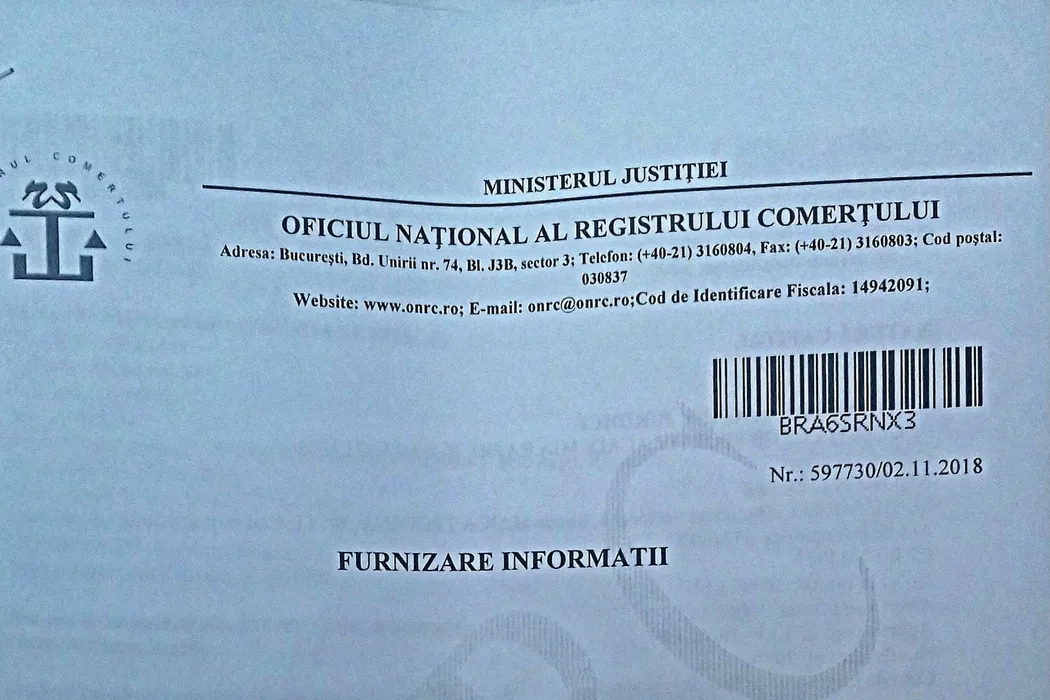 UL COMERTULUI
MINISTERUL JUSTIŢIEI
OFICIUL NAŢIONAL AL REGISTRULUI COMERŢULUI
Adresa: Bucureşti, Bd. Unirii nr. 74, Bl. J3B, sector 3; Telefon: (+40-21) 3160804, Fax: (+40-21) 3160803; Cod poştal:
030837
Website: www.onrc.ro; E-mail: onrc@onrc.ro;Cod de Identificare Fiscala: 14942091;
BRA6SRNX3
Nr.: 597730/02.11.2018
FURNIZARE INFORMATII